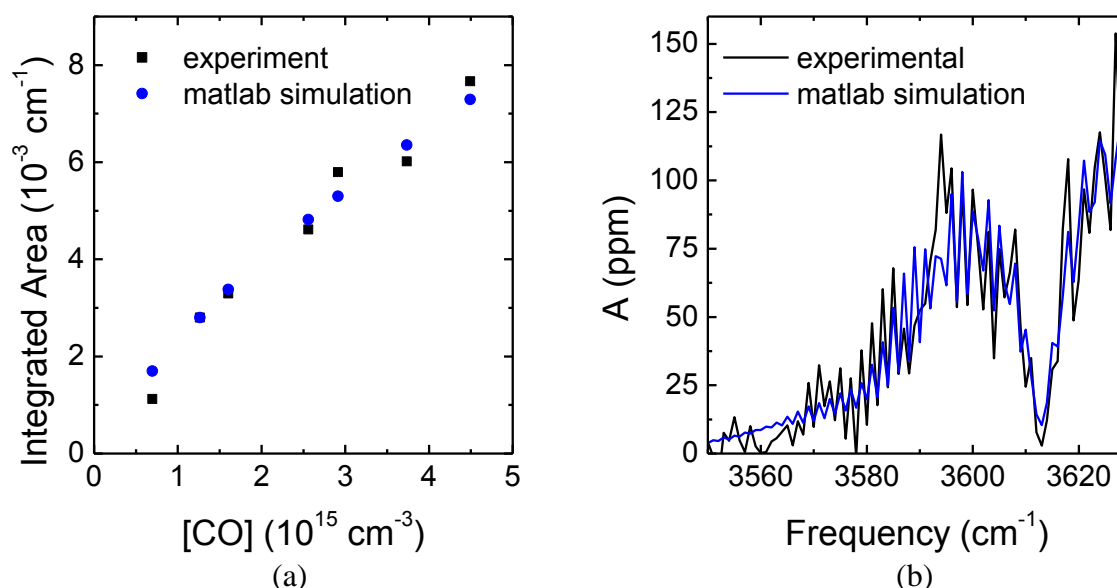 8
6
4
2
0
0
1
2
3
4
5
experiment
matlab simulation
Integrated Area (10⁻³ cm⁻¹)
[CO] (10¹⁵ cm⁻³)
(a)
150
125
100
75
50
25
0
3560
3580
3600
3620
experimental
matlab simulation
A (ppm)
Frequency (cm⁻¹)
(b)